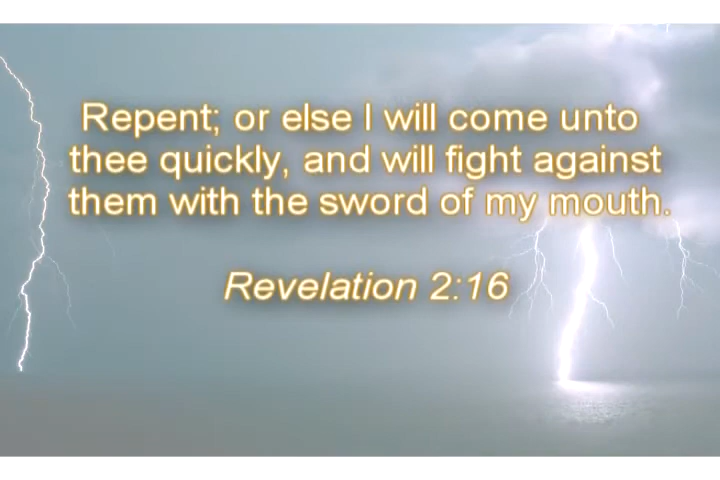 Repent; or else I will come unto
thee quickly, and will fight against
them with the sword of my mouth.
Revelation 2:16